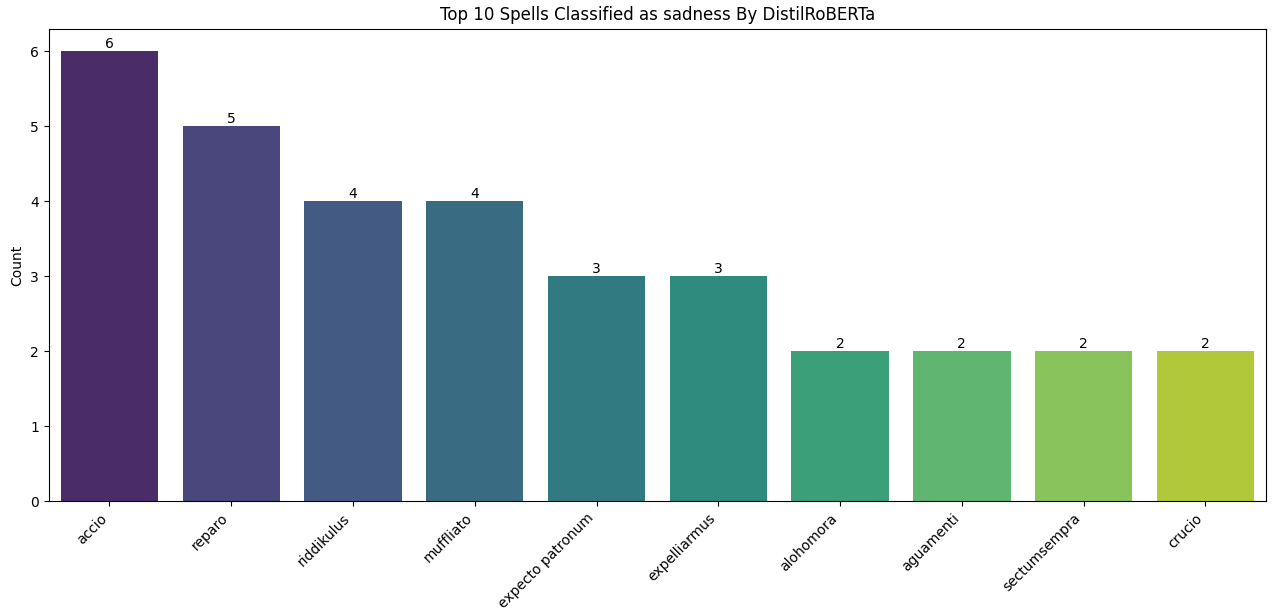 Top 10 Spells Classified as sadness By DistilRoBERTa
Count
6
5
4
3
2
1
0
6
5
4
4
3
3
2
2
2
2
accio
reparo
riddikulus
muffliato
expecto patronum
expelliarmus
alohomora
aguamenti
sectumsempra
crucio